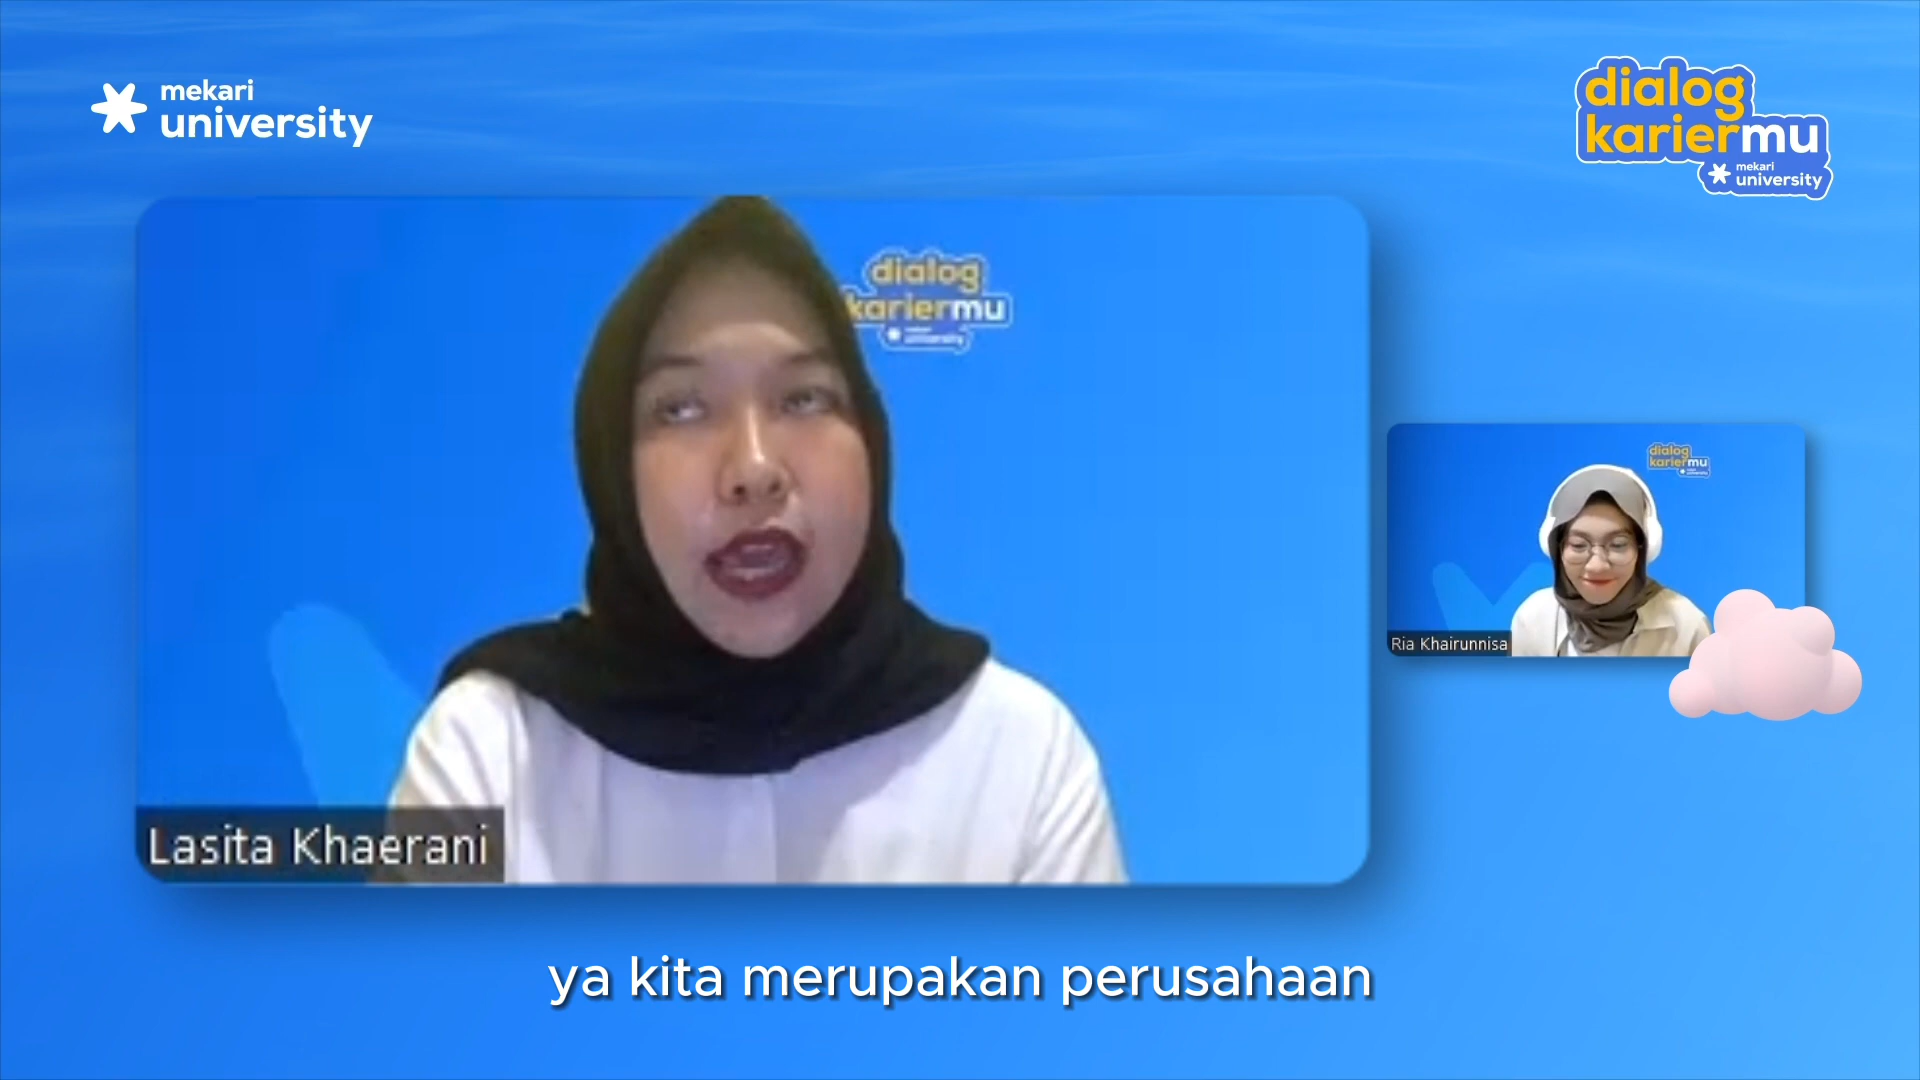 mekari
university
dialog
kariermu
mekari
university
dialog
kariermu
dialog
kariermu
Ria Khairunnisa
Lasita Khaerani
ya kita merupakan perusahaan